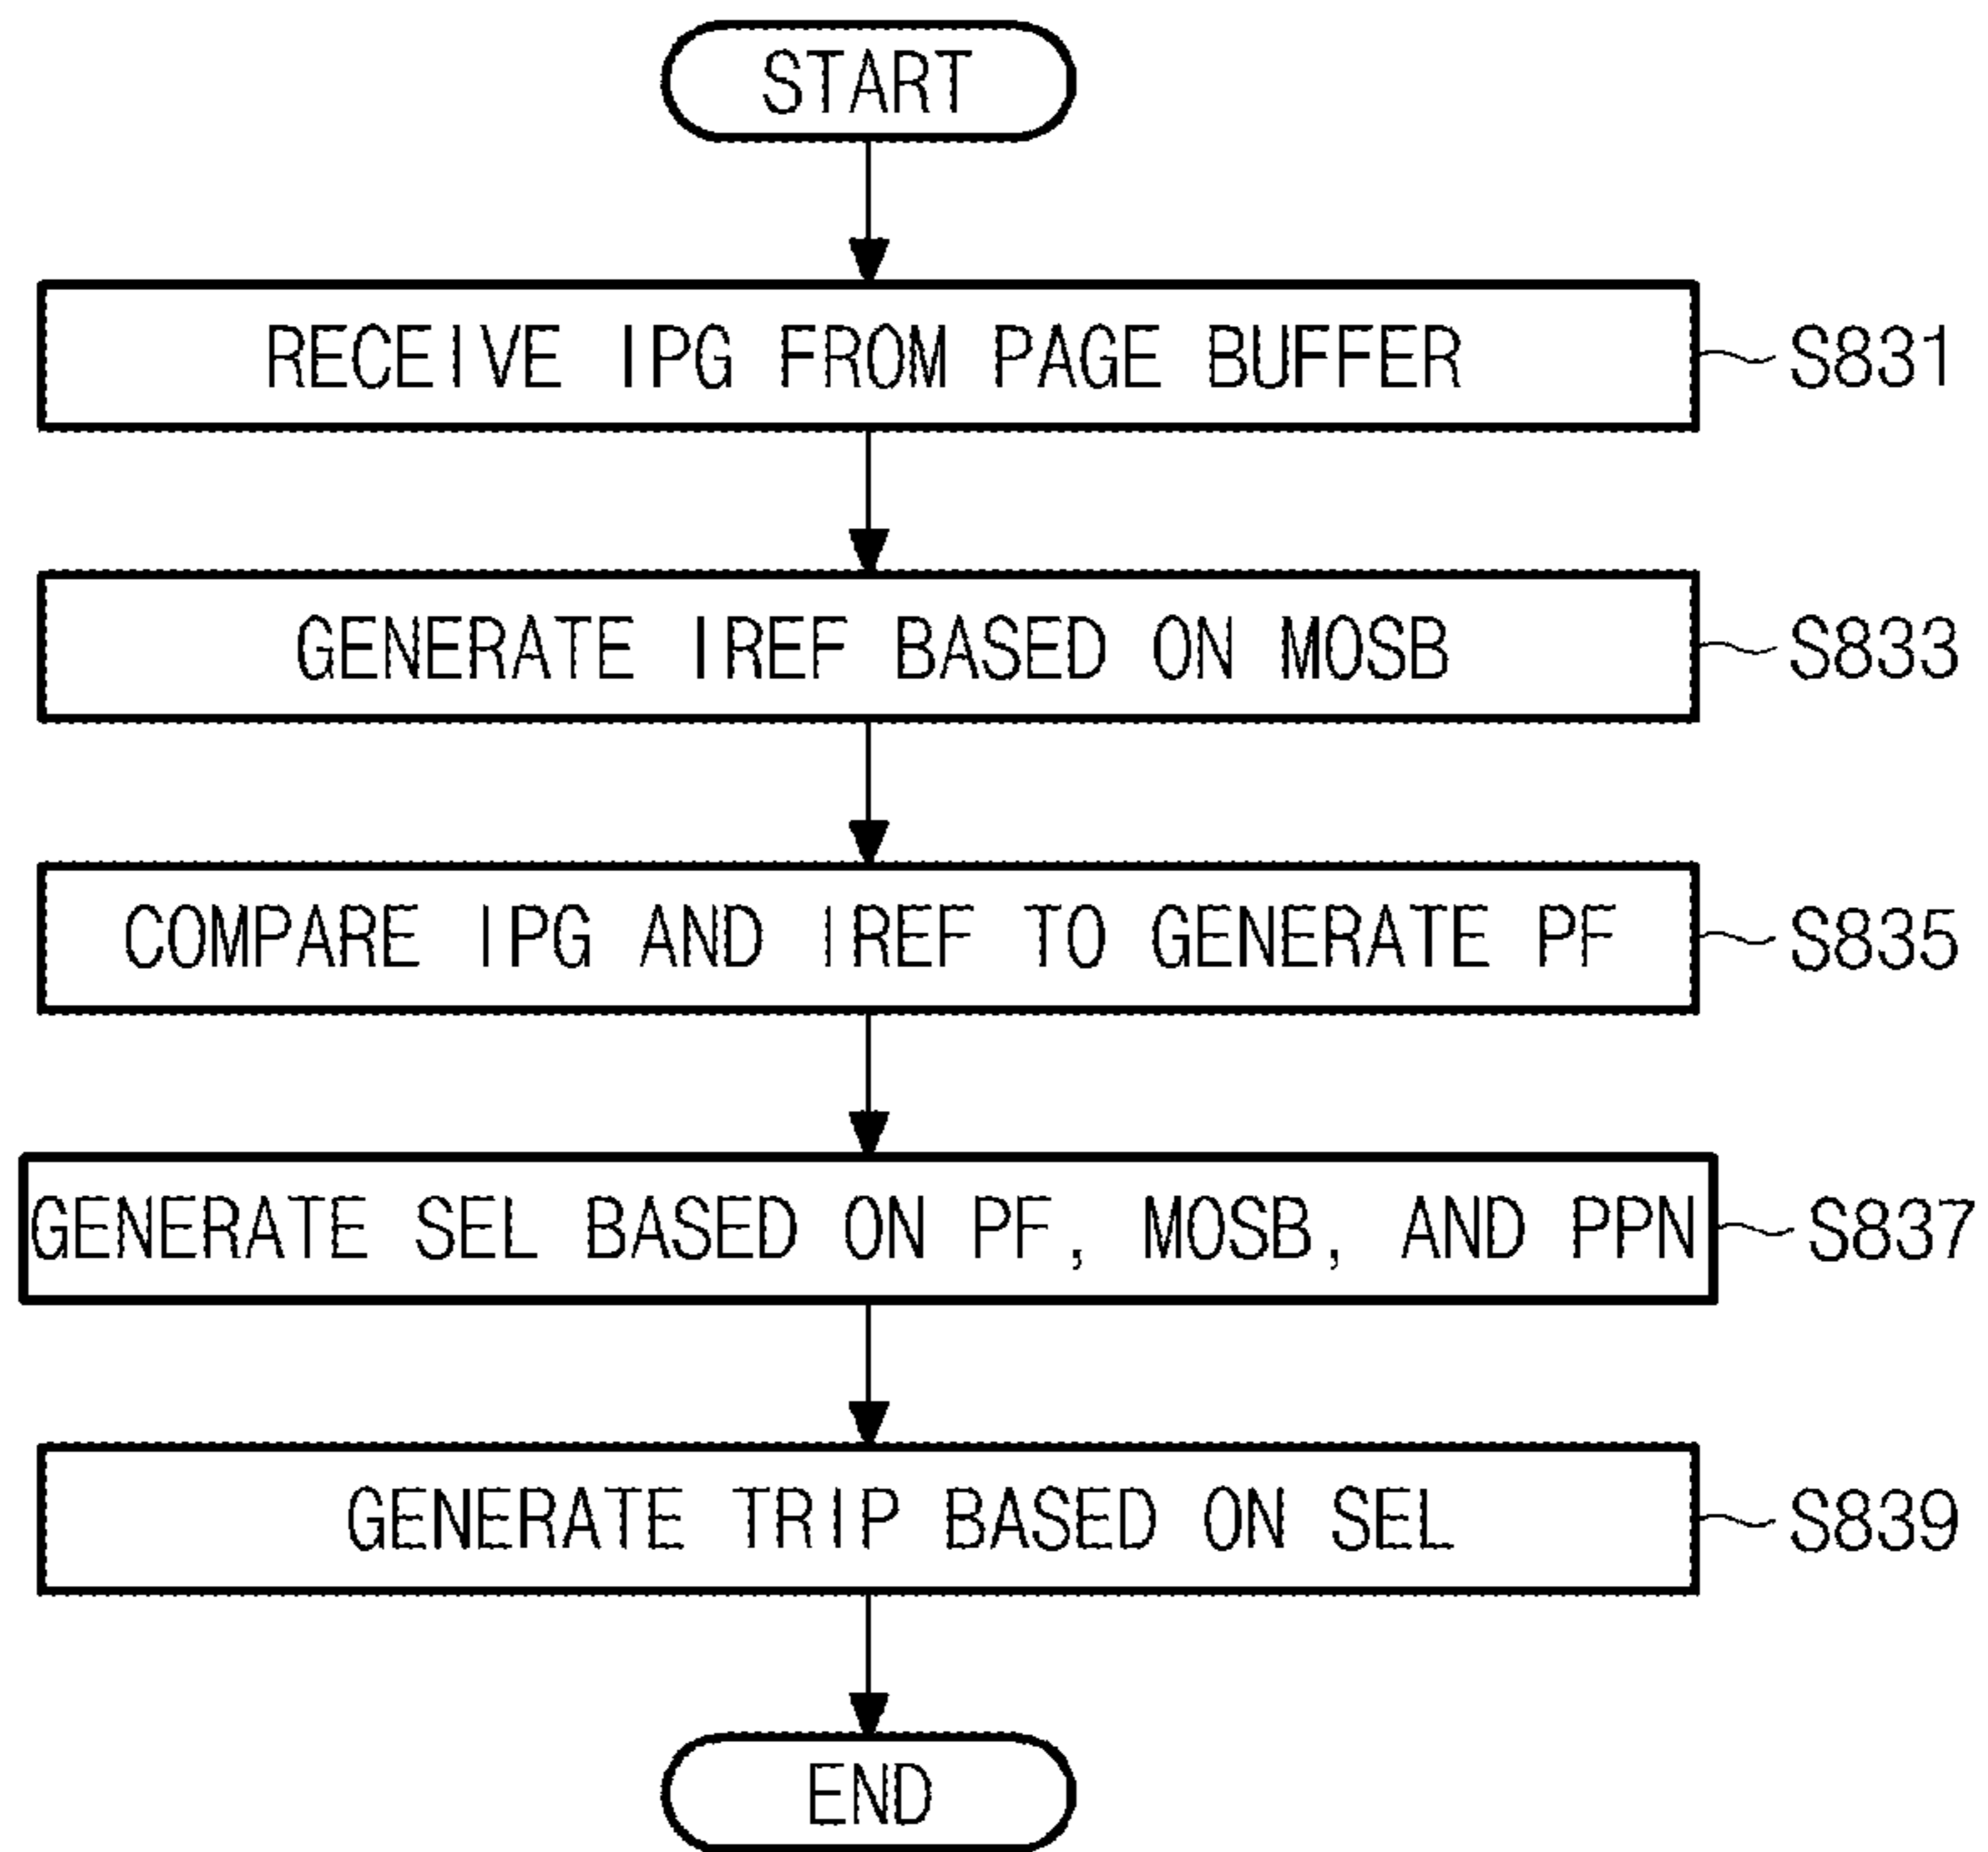 START
RECEIVE IPG FROM PAGE BUFFER
S831
GENERATE IREF BASED ON MOSB
S833
COMPARE IPG AND IREF TO GENERATE PF
S835
GENERATE SEL BASED ON PF, MOSB, AND PPN
S837
GENERATE TRIP BASED ON SEL
S839
END